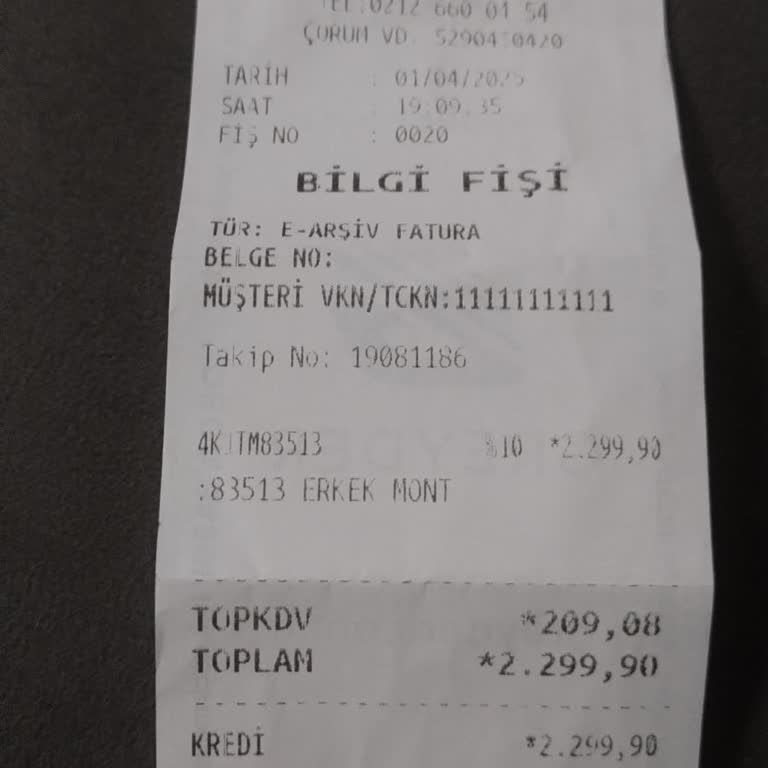 TEL:0212 660 01 54
ÇORUM VD. 5290450420
TARİH : 01/04/2025
SAAT : 19:09:35
FİŞ NO : 0020
BİLGİ FİŞİ
TÜR: E-ARŞİV FATURA
BELGE NO:
MÜŞTERİ VKN/TCKN:11111111111
Takip No: 19081186
4KJTM83513 %10 *2.299,90
:83513 ERKEK MONT
TOPKDV *209,08
TOPLAM *2.299,90
KREDİ *2.299,90